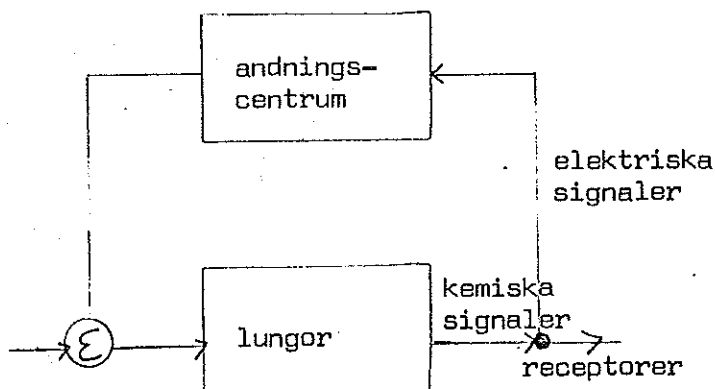 andnings-
centrum
elektriska
signaler
kemiska
signaler
Σ
lungor
receptorer